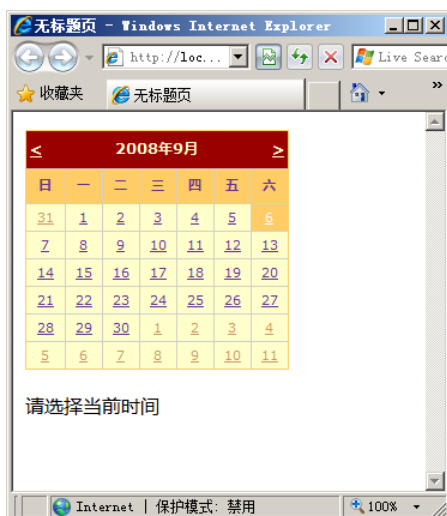 无标题页 - Windows Internet Explorer
http://loc...
Live Searc
收藏夹
无标题页
»
< 2008年9月 >
日 一 二 三 四 五 六
31 1 2 3 4 5 6
7 8 9 10 11 12 13
14 15 16 17 18 19 20
21 22 23 24 25 26 27
28 29 30 1 2 3 4
5 6 7 8 9 10 11
请选择当前时间
Internet | 保护模式: 禁用
100%